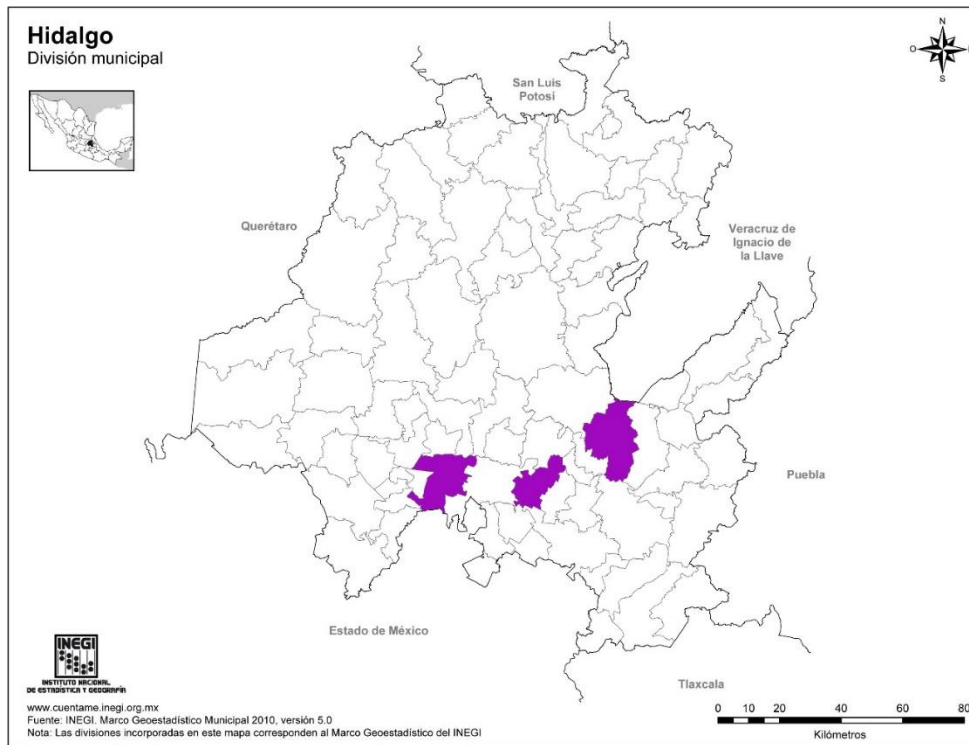 Hidalgo
División municipal
N
O
E
S
San Luis
Potosí
Querétaro
Veracruz de
Ignacio de
la Llave
Puebla
Estado de México
Tlaxcala
INEGI
INSTITUTO NACIONAL
DE ESTADÍSTICA Y GEOGRAFÍA
www.cuentame.inegi.org.mx
Fuente: INEGI. Marco Geoestadístico Municipal 2010, versión 5.0
Nota: Las divisiones incorporadas en este mapa corresponden al Marco Geoestadístico del INEGI
0 10 20 40 60 80
Kilómetros